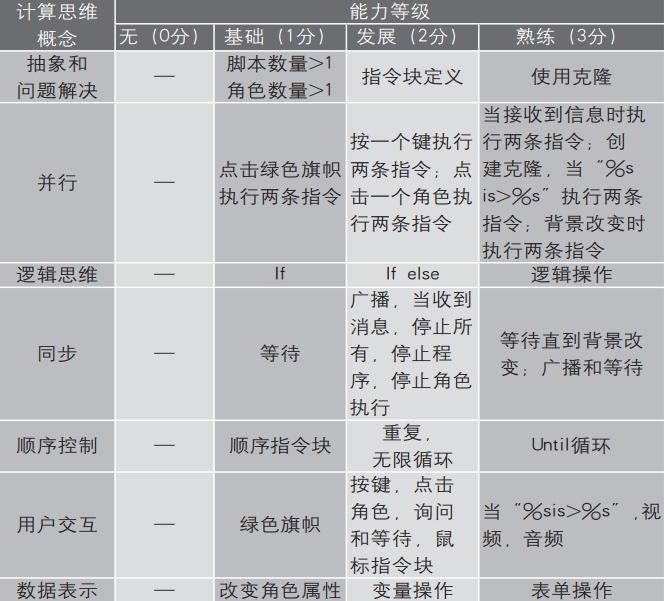 计算思维概念 能力等级
无（0分） 基础（1分） 发展（2分） 熟练（3分）
抽象和
问题解决
—
脚本数量>1
角色数量>1
指令块定义
使用克隆
并行
—
点击绿色旗帜
执行两条指令
按一个键执行
两条指令；点
击一个角色执
行两条指令
当接收到信息时执
行两条指令；创
建克隆，当“%s
is>%s”执行两条
指令；背景改变时
执行两条指令
逻辑思维 — If If else 逻辑操作
同步
—
等待
广播，当收到
消息，停止所
有，停止程
序，停止角色
执行
等待直到背景改
变；广播和等待
顺序控制
—
顺序指令块
重复，
无限循环
Until循环
用户交互
—
绿色旗帜
按键，点击
角色，询问
和等待，鼠
标指令块
当“%sis>%s”,视
频，音频
数据表示 — 改变角色属性 变量操作 表单操作